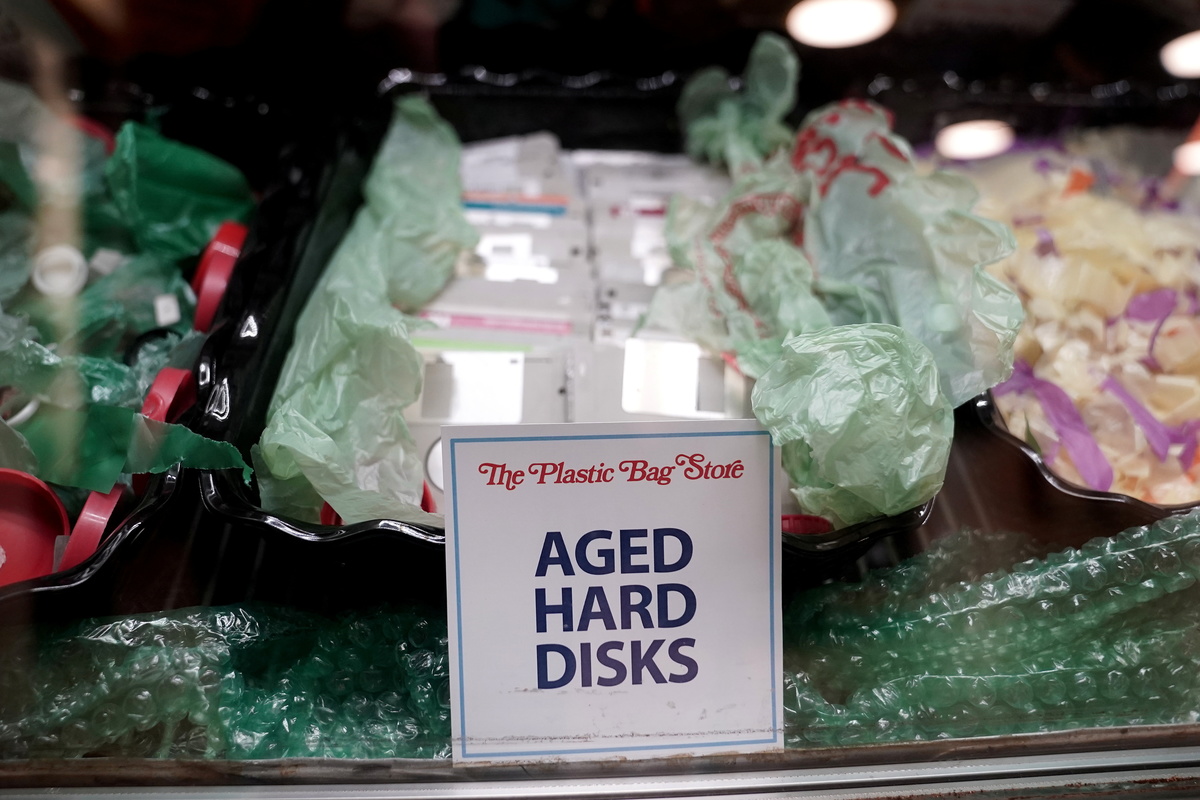 The Plastic Bag Store
AGED
HARD
DISKS